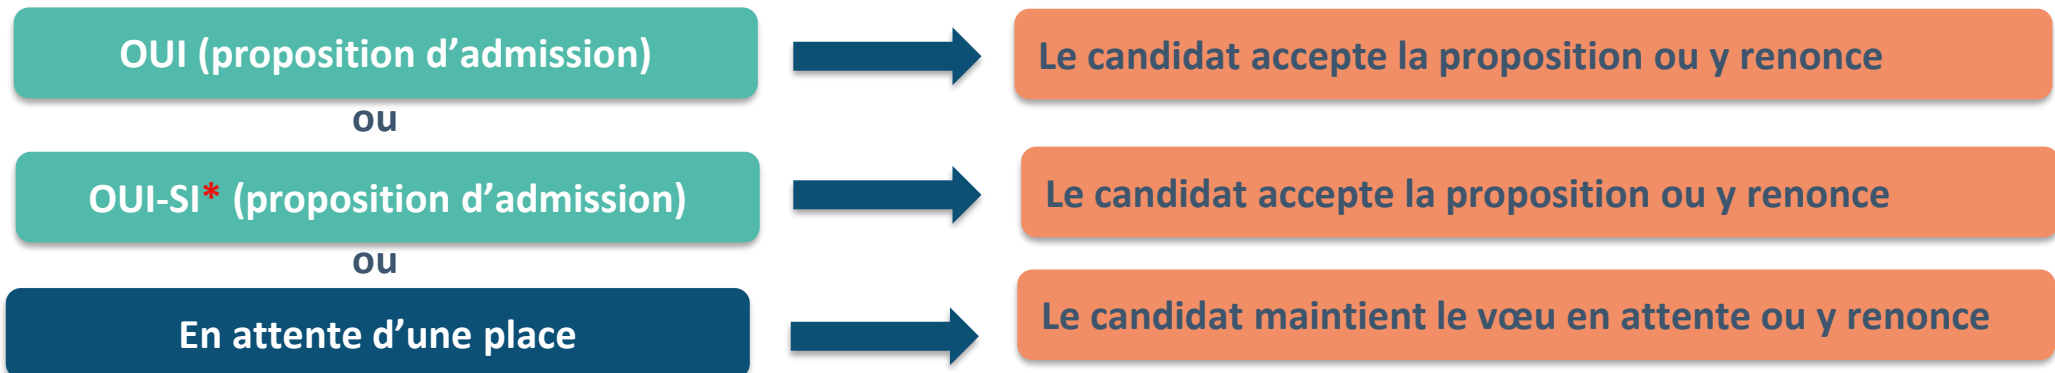 OUI (proposition d’admission)
Le candidat accepte la proposition ou y renonce
ou
OUI-SI* (proposition d’admission)
Le candidat accepte la proposition ou y renonce
ou
En attente d’une place
Le candidat maintient le vœu en attente ou y renonce